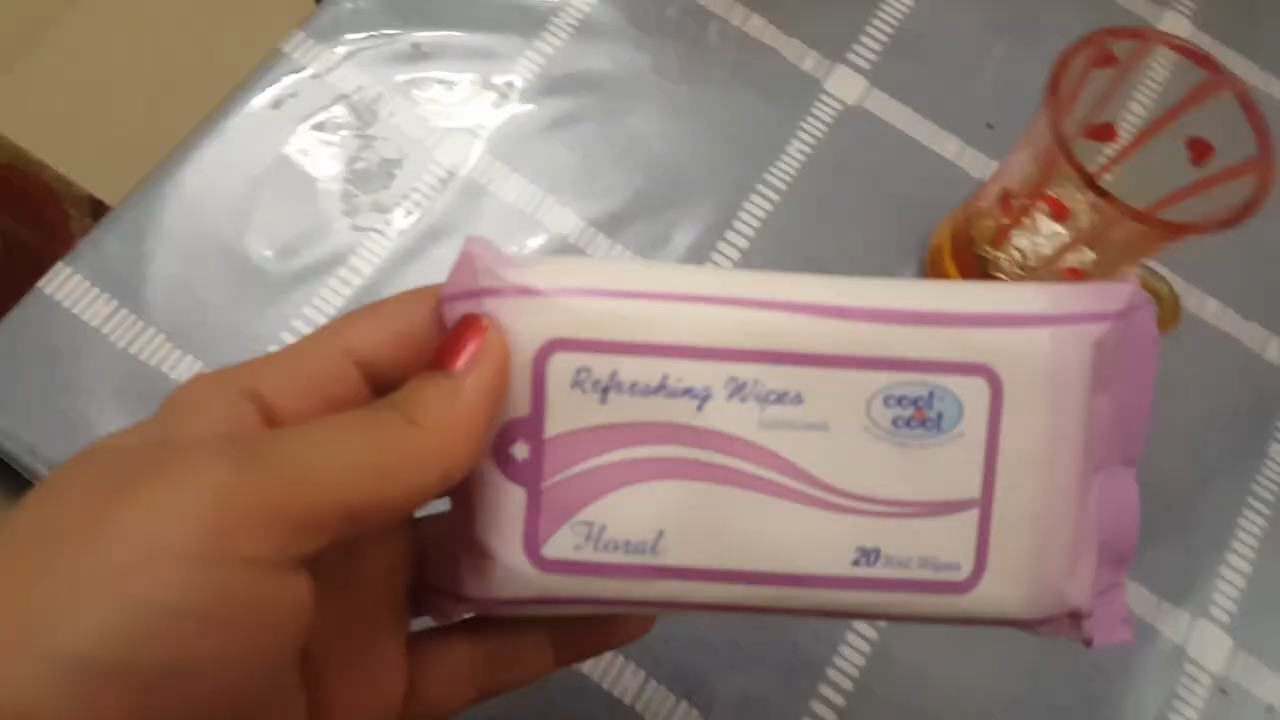 Refreshing Wipes
cool
& cool
Floral
20 Wet Wipes